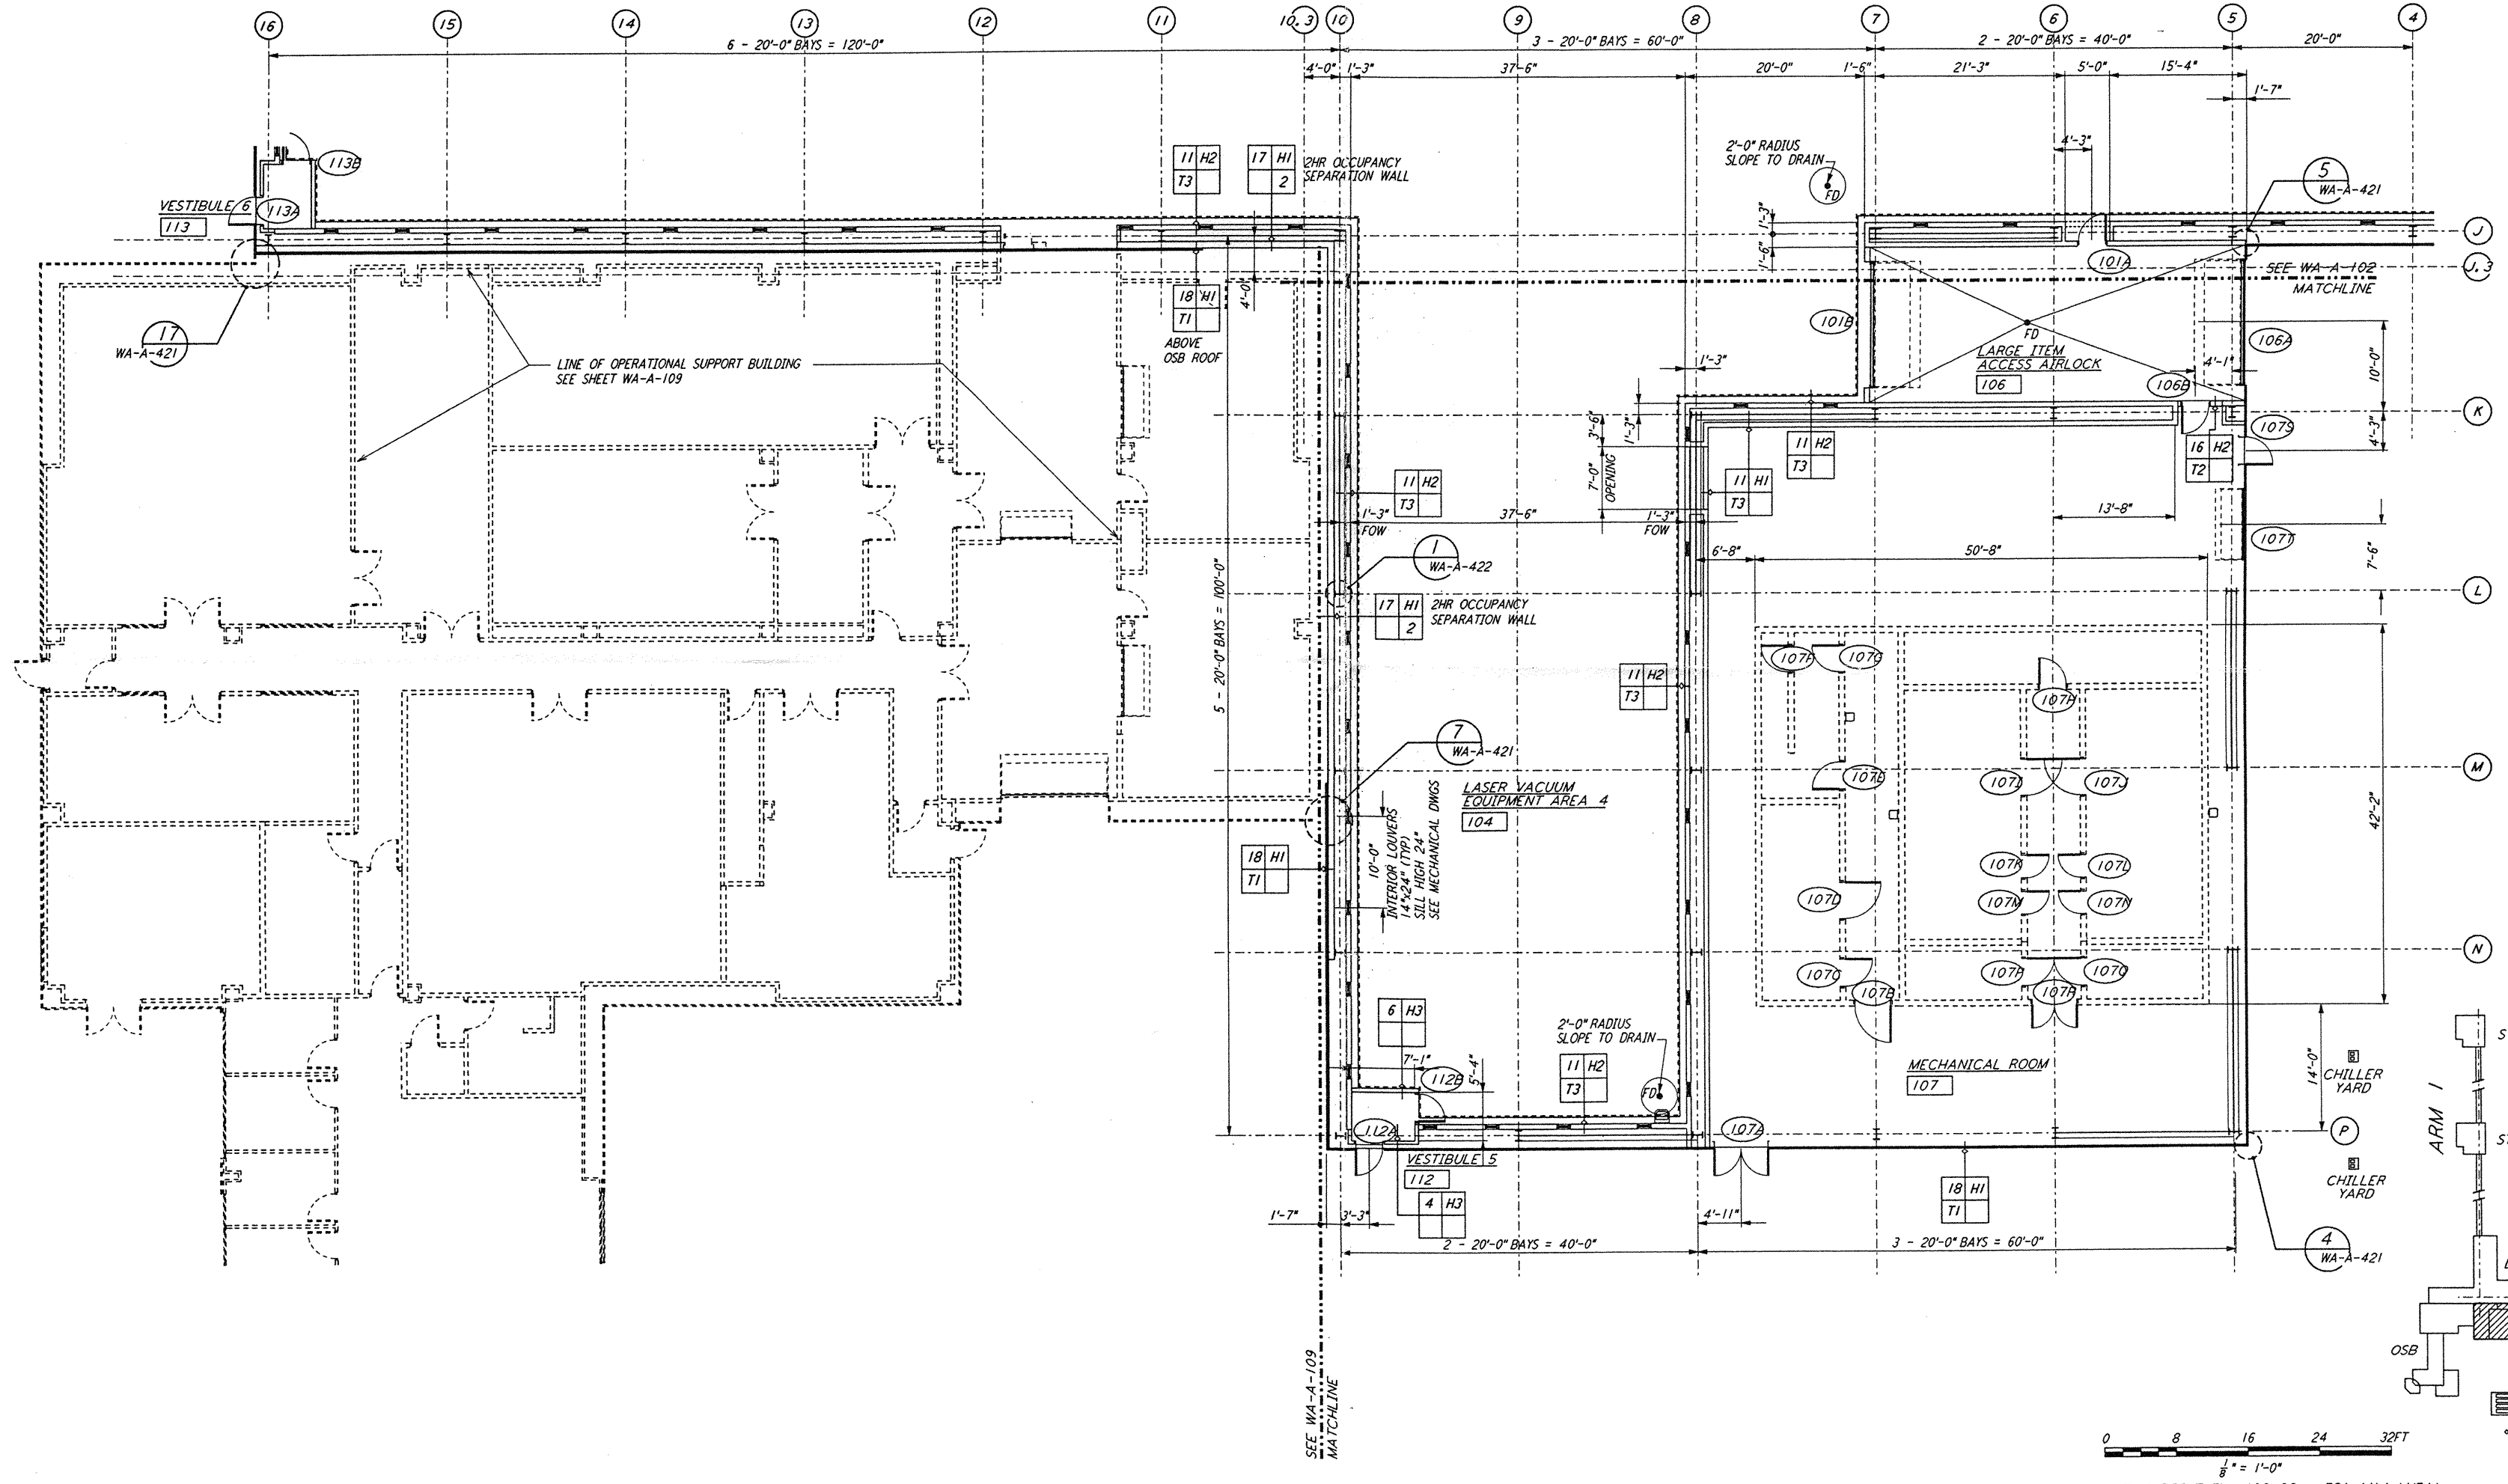 16
15
14
13
12
11
10.3
10
9
8
7
6
5
4
6 - 20'-0" BAYS = 120'-0"
3 - 20'-0" BAYS = 60'-0"
2 - 20'-0" BAYS = 40'-0"
20'-0"
4'-0"
1'-3"
37'-6"
20'-0"
1'-6"
21'-3"
5'-0"
15'-4"
1'-7"
4'-3"
113B
VESTIBULE 6
113
113A
11 H2
T3
17 H1
2
2HR OCCUPANCY
SEPARATION WALL
2'-0" RADIUS
SLOPE TO DRAIN
FD
5
WA-A-421
J
1'-3"
1'-6"
101A
SEE WA-A-102
MATCHLINE
J.3
17
WA-A-421
18 H1
T1
ABOVE
OSB ROOF
4'-0"
LINE OF OPERATIONAL SUPPORT BUILDING
SEE SHEET WA-A-109
101B
FD
LARGE ITEM
ACCESS AIRLOCK
106
106A
106B
4'-1"
10'-0"
1'-3"
K
1'-3"
3'-6"
7'-0"
OPENING
107S
4'-3"
11 H2
T3
16 H2
T2
11 H1
T3
11 H2
T3
1'-3"
FOW
37'-6"
1'-3"
FOW
13'-8"
107T
7'-6"
1
WA-A-422
6'-8"
50'-8"
L
17 H1
2
2HR OCCUPANCY
SEPARATION WALL
5 - 20'-0" BAYS = 100'-0"
11 H2
T3
107F
107G
107H
7
WA-A-421
M
107E
107I
107J
LASER VACUUM
EQUIPMENT AREA 4
104
10'-0"
INTERIOR LOUVERS
14"x24" (TYP)
SILL HIGH 24"
SEE MECHANICAL DWGS
42'-2"
18 H1
T1
107K
107L
107D
107M
107N
N
107C
107B
107P
107Q
107R
6 H3
7'-1"
112B
5'-4"
2'-0" RADIUS
SLOPE TO DRAIN
11 H2
T3
FD
MECHANICAL ROOM
107
14'-0"
CHILLER
YARD
ARM 1
112A
107A
P
VESTIBULE 5
112
4 H3
CHILLER
YARD
1'-7"
3'-3"
4'-11"
18 H1
T1
2 - 20'-0" BAYS = 40'-0"
3 - 20'-0" BAYS = 60'-0"
4
WA-A-421
OSB
SEE WA-A-109
MATCHLINE
0 8 16 24 32FT
1/8" = 1'-0"